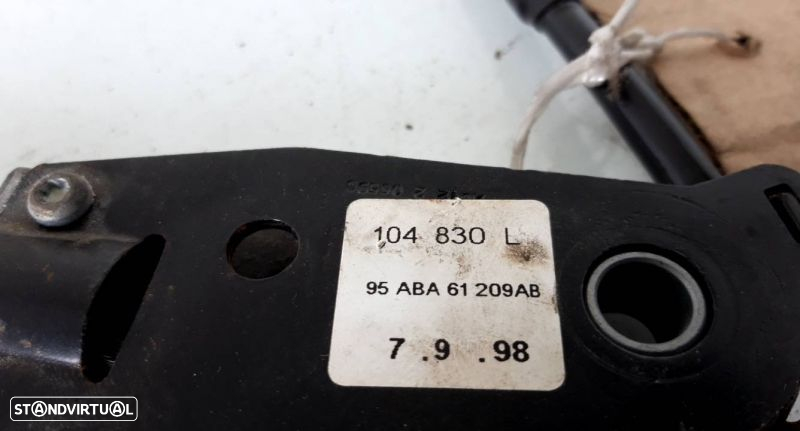 104 830 L
95 ABA 61 209AB
7 .9 .98
STANDVIRTUAL